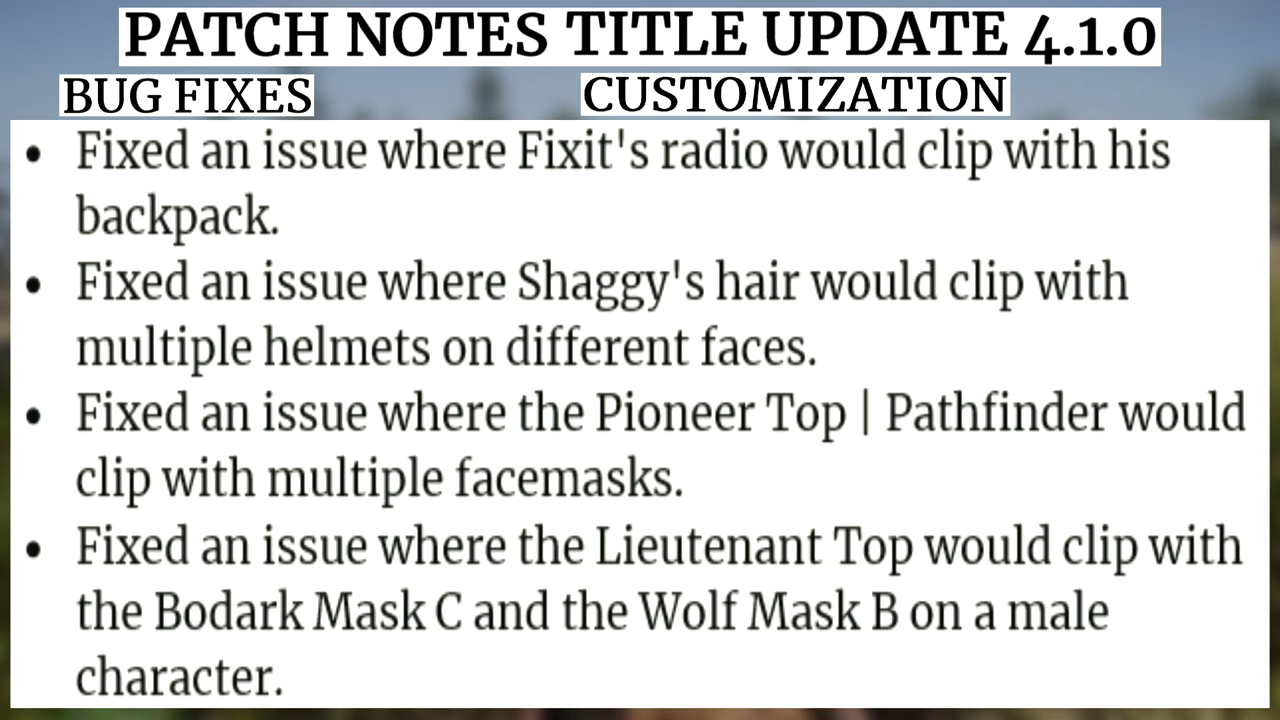 PATCH NOTES TITLE UPDATE 4.1.0
BUG FIXES
CUSTOMIZATION
• Fixed an issue where Fixit's radio would clip with his
backpack.
• Fixed an issue where Shaggy's hair would clip with
multiple helmets on different faces.
• Fixed an issue where the Pioneer Top | Pathfinder would
clip with multiple facemasks.
• Fixed an issue where the Lieutenant Top would clip with
the Bodark Mask C and the Wolf Mask B on a male
character.